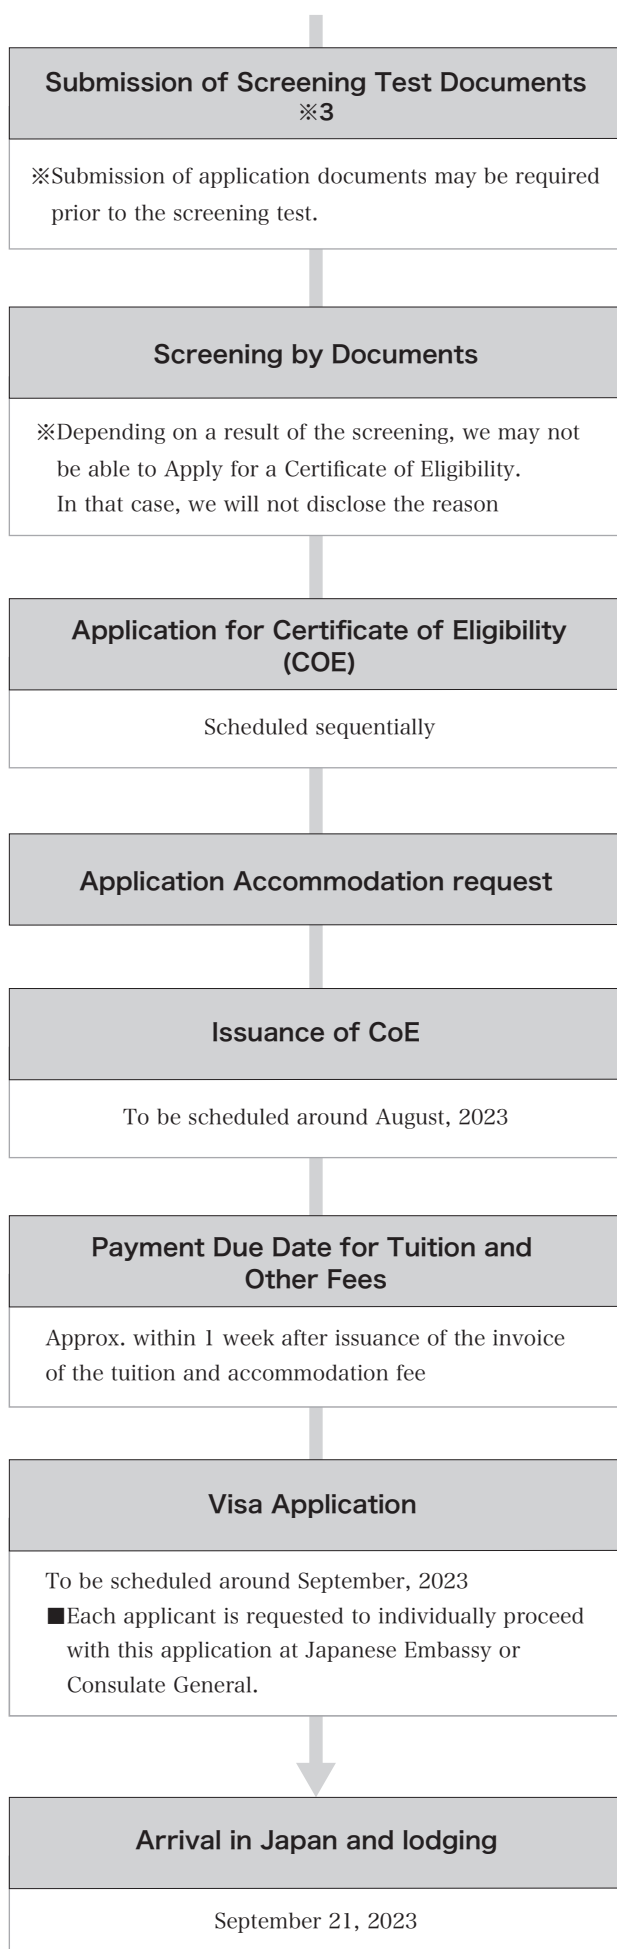 Submission of Screening Test Documents
※3
※Submission of application documents may be required
prior to the screening test.
Screening by Documents
※Depending on a result of the screening, we may not
be able to Apply for a Certificate of Eligibility.
In that case, we will not disclose the reason
Application for Certificate of Eligibility
(COE)
Scheduled sequentially
Application Accommodation request
Issuance of CoE
To be scheduled around August, 2023
Payment Due Date for Tuition and
Other Fees
Approx. within 1 week after issuance of the invoice
of the tuition and accommodation fee
Visa Application
To be scheduled around September, 2023
■Each applicant is requested to individually proceed
with this application at Japanese Embassy or
Consulate General.
Arrival in Japan and lodging
September 21, 2023